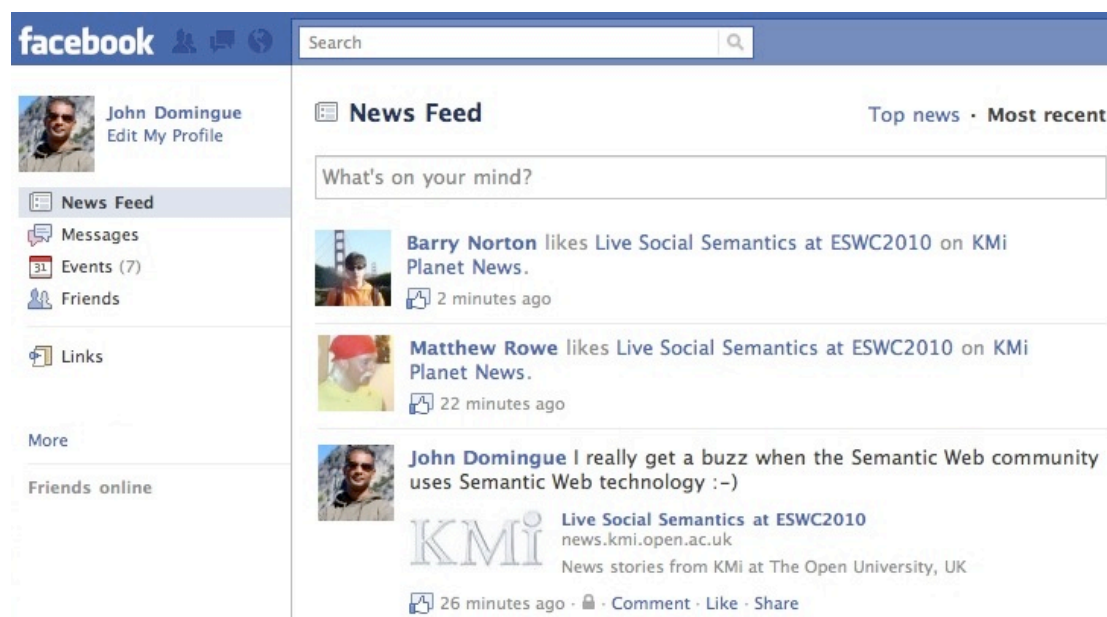 facebook
Search
John Domingue
Edit My Profile
News Feed
Messages
31 Events (7)
Friends
Links
More
Friends online
News Feed
Top news · Most recent
What's on your mind?
Barry Norton likes Live Social Semantics at ESWC2010 on KMi
Planet News.
2 minutes ago
Matthew Rowe likes Live Social Semantics at ESWC2010 on KMi
Planet News.
22 minutes ago
John Domingue I really get a buzz when the Semantic Web community
uses Semantic Web technology :-)
KMi
Live Social Semantics at ESWC2010
news.kmi.open.ac.uk
News stories from KMi at The Open University, UK
26 minutes ago · Comment · Like · Share